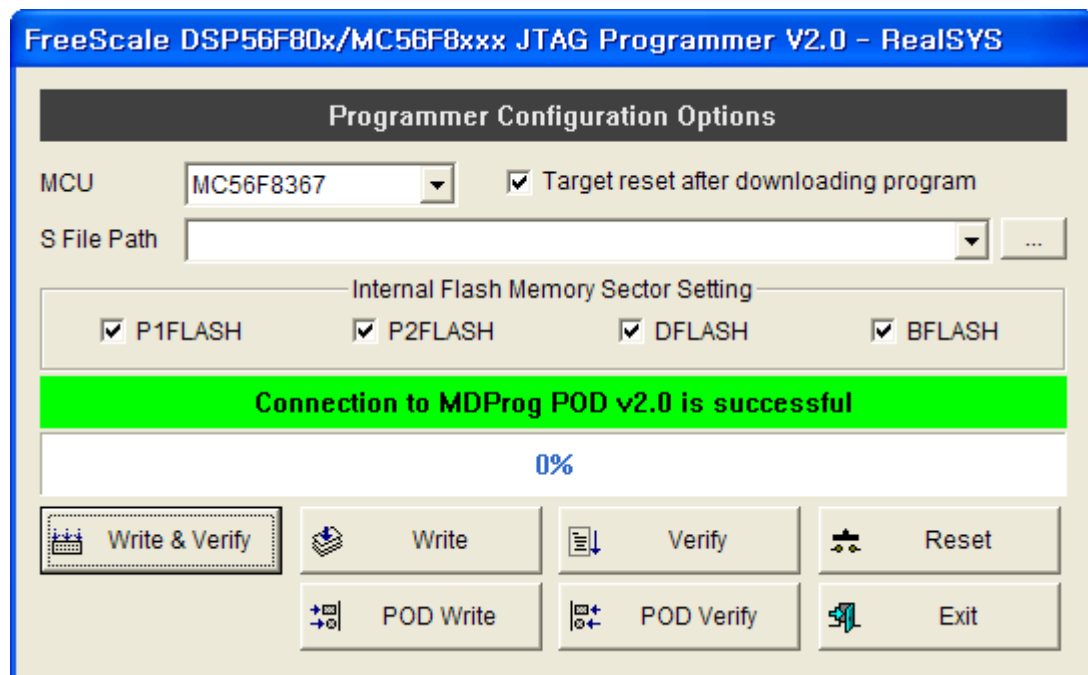 FreeScale DSP56F80x/MC56F8xxx JTAG Programmer V2.0 - RealSYS
Programmer Configuration Options
MCU MC56F8367 Target reset after downloading program
S File Path ...
Internal Flash Memory Sector Setting
P1FLASH P2FLASH DFLASH BFLASH
Connection to MDProg POD v2.0 is successful
0%
Write & Verify Write Verify Reset
POD Write POD Verify Exit